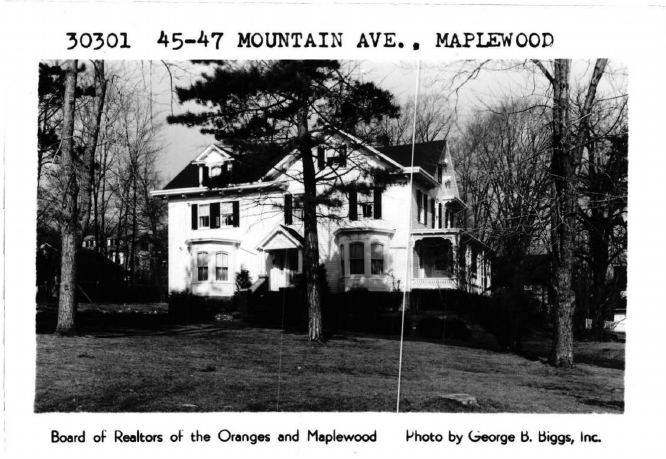 30301 45-47 MOUNTAIN AVE., MAPLEWOOD
Board of Realtors of the Oranges and Maplewood Photo by George B. Biggs, Inc.